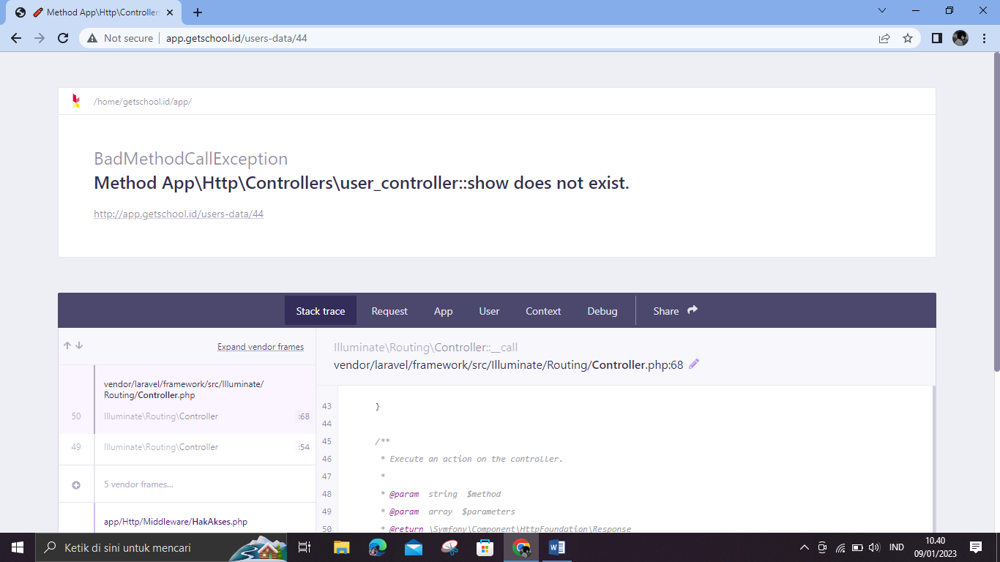 Method App\Http\Controller
Not secure
app.getschool.id/users-data/44
/home/getschool.id/app/
BadMethodCallException
Method App\Http\Controllers\user_controller::show does not exist.
http://app.getschool.id/users-data/44
Stack trace Request App User Context Debug Share
Expand vendor frames
vendor/laravel/framework/src/Illuminate/
Routing/Controller.php
50 Illuminate\Routing\Controller :68
49 Illuminate\Routing\Controller :54
5 vendor frames...
app/Http/Middleware/HakAkses.php
Illuminate\Routing\Controller::__call
vendor/laravel/framework/src/Illuminate/Routing/Controller.php:68
43 }
44
45 /**
46 * Execute an action on the controller.
47 *
48 * @param string $method
49 * @param array $parameters
50 * @return \Symfony\Component\HttpFoundation\Response
Ketik di sini untuk mencari
IND
10.40
09/01/2023